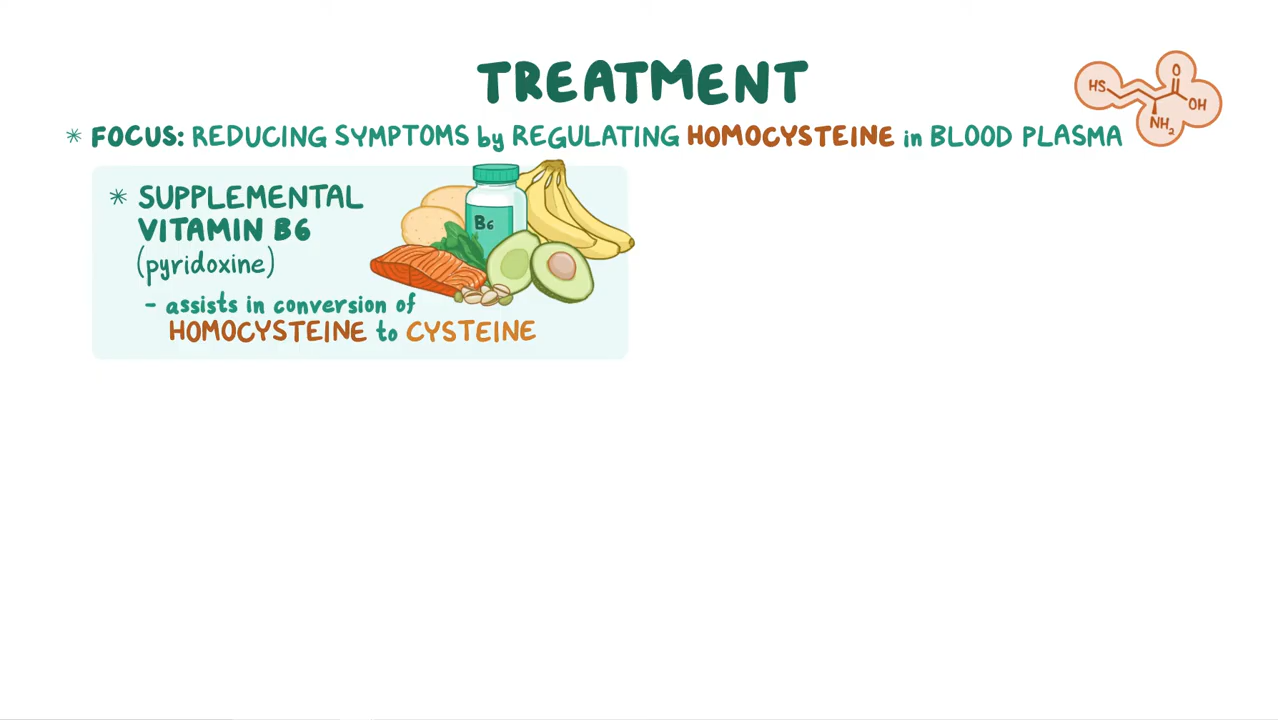 TREATMENT
* FOCUS: REDUCING SYMPTOMS by REGULATING HOMOCYSTEINE in BLOOD PLASMA
HS
O
OH
NH2
* SUPPLEMENTAL
VITAMIN B6
(pyridoxine)
B6
- assists in conversion of
HOMOCYSTEINE to CYSTEINE